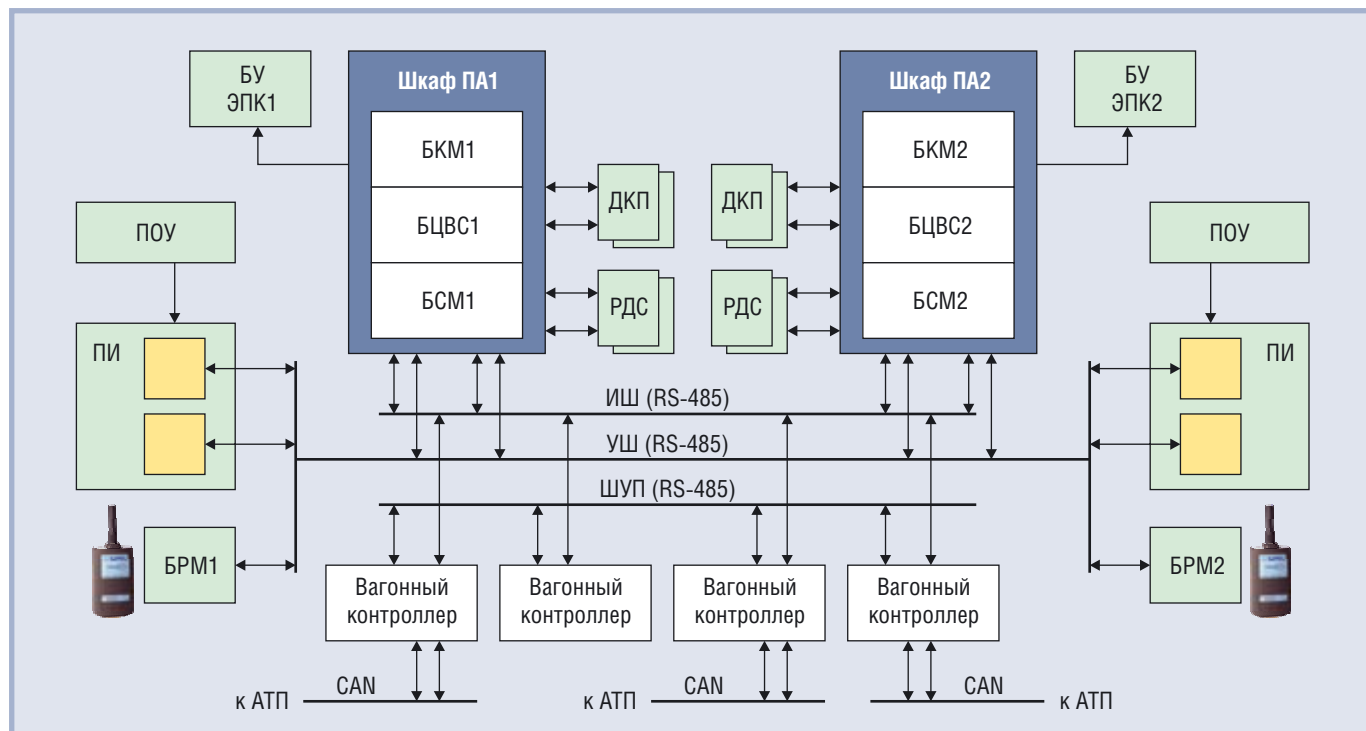 БУ
ЭПК1
Шкаф ПА1
БКМ1
БЦВС1
БСМ1
ДКП
РДС
Шкаф ПА2
БКМ2
БЦВС2
БСМ2
ДКП
РДС
БУ
ЭПК2
ПОУ
ПИ
БРМ1
ПОУ
ПИ
БРМ2
ИШ (RS-485)
УШ (RS-485)
ШУП (RS-485)
Вагонный
контроллер
Вагонный
контроллер
Вагонный
контроллер
Вагонный
контроллер
к АТП
CAN
к АТП
CAN
CAN
к АТП